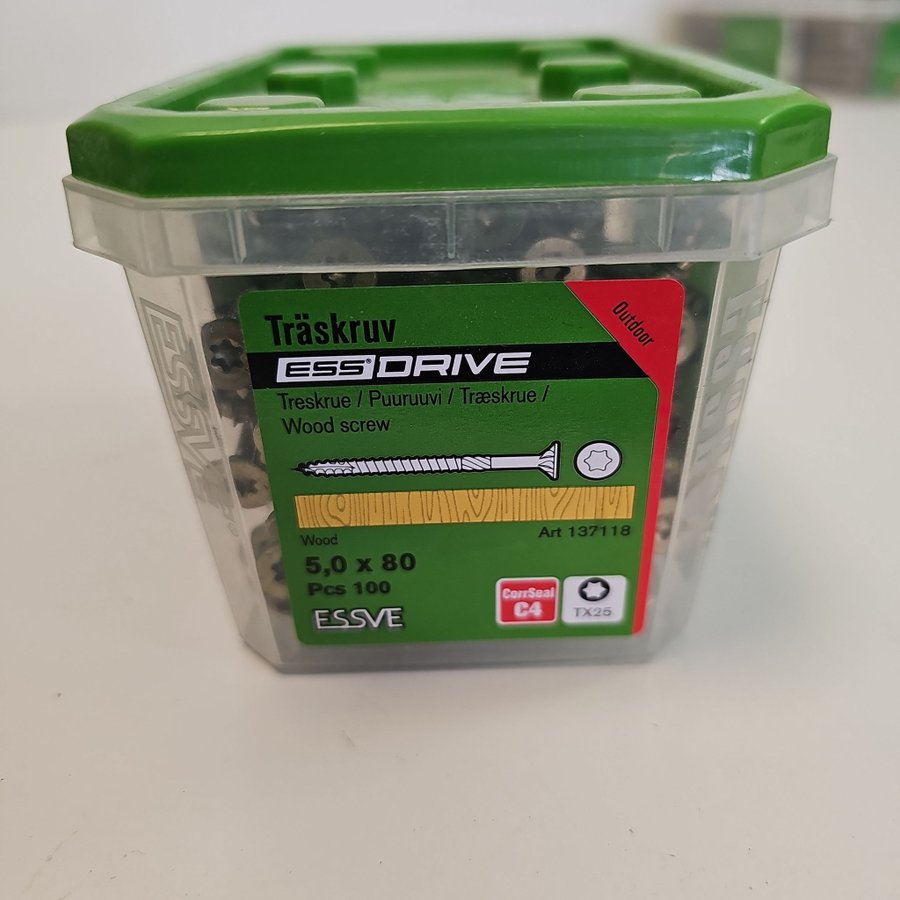 Träskruv
Outdoor
ESS® DRIVE
Treskrue / Puuruuvi / Træskrue /
Wood screw
Wood
Art 137118
5,0 x 80
Pcs 100
ESSVE
CorrSeal
C4
TX25
ESSVE